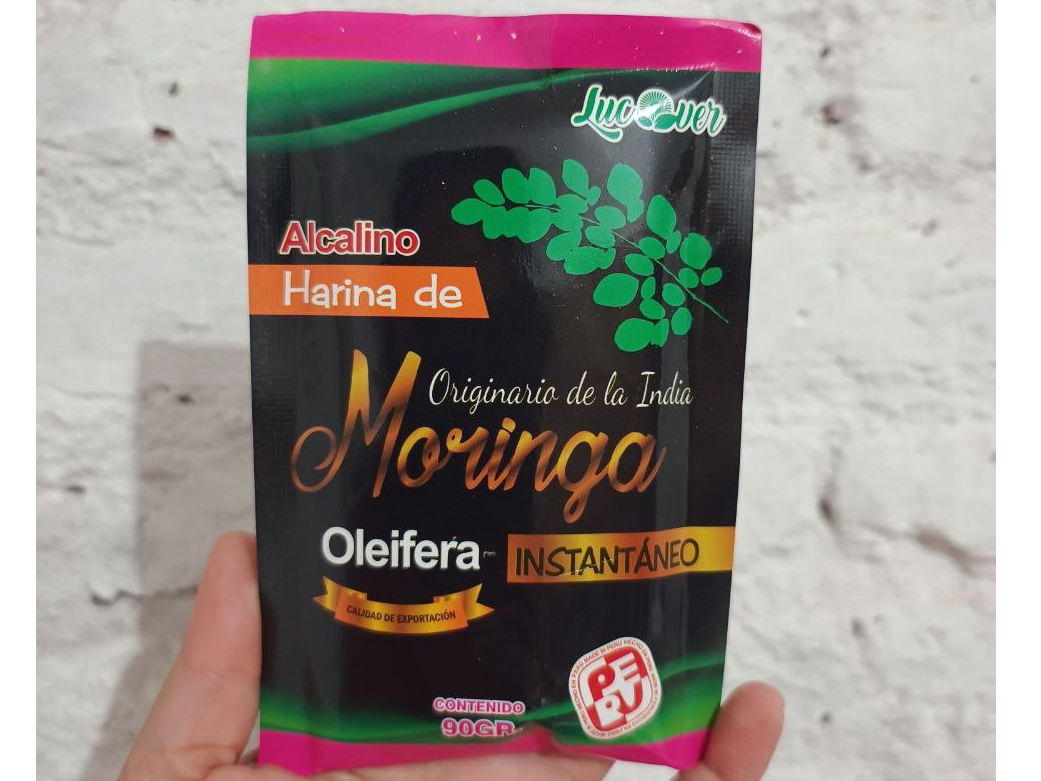 LucOver
Alcalino
Harina de
Originario de la India
Moringa
Oleifera
INSTANTÁNEO
CALIDAD DE EXPORTACIÓN
PERU
CONTENIDO
90GR